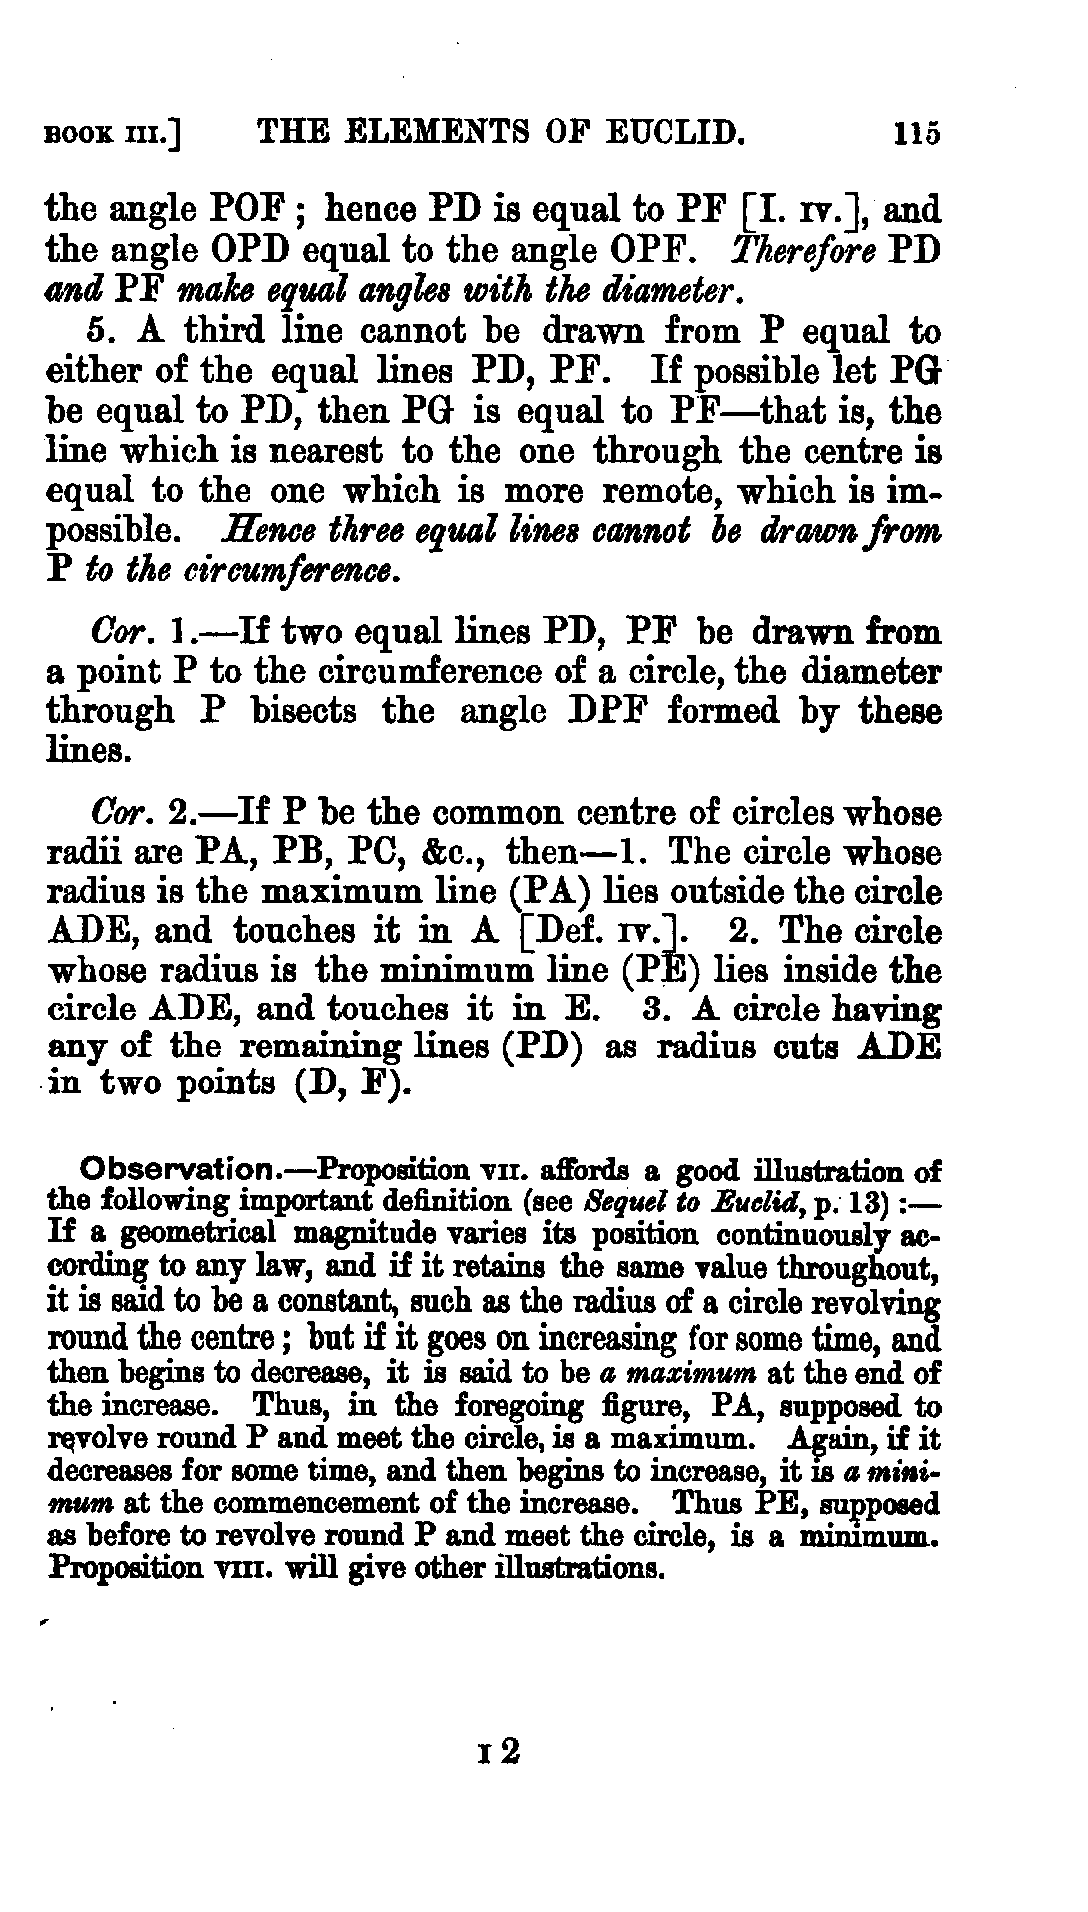 BOOK III.] THE ELEMENTS OF EUCLID. 115
the angle POF ; hence PD is equal to PF [I. IV.], and
the angle OPD equal to the angle OPF. Therefore PD
and PF make equal angles with the diameter.
5. A third line cannot be drawn from P equal to
either of the equal lines PD, PF. If possible let PG
be equal to PD, then PG is equal to PF—that is, the
line which is nearest to the one through the centre is
equal to the one which is more remote, which is im-
possible. Hence three equal lines cannot be drawn from
P to the circumference.
Cor. 1.—If two equal lines PD, PF be drawn from
a point P to the circumference of a circle, the diameter
through P bisects the angle DPF formed by these
lines.
Cor. 2.—If P be the common centre of circles whose
radii are PA, PB, PC, &c., then—1. The circle whose
radius is the maximum line (PA) lies outside the circle
ADE, and touches it in A [Def. IV.]. 2. The circle
whose radius is the minimum line (PE) lies inside the
circle ADE, and touches it in E. 3. A circle having
any of the remaining lines (PD) as radius cuts ADE
in two points (D, F).
Observation.—Proposition VII. affords a good illustration of
the following important definition (see Sequel to Euclid, p. 13) :—
If a geometrical magnitude varies its position continuously ac-
cording to any law, and if it retains the same value throughout,
it is said to be a constant, such as the radius of a circle revolving
round the centre ; but if it goes on increasing for some time, and
then begins to decrease, it is said to be a maximum at the end of
the increase. Thus, in the foregoing figure, PA, supposed to
revolve round P and meet the circle, is a maximum. Again, if it
decreases for some time, and then begins to increase, it is a mini-
mum at the commencement of the increase. Thus PE, supposed
as before to revolve round P and meet the circle, is a minimum.
Proposition VIII. will give other illustrations.
I 2